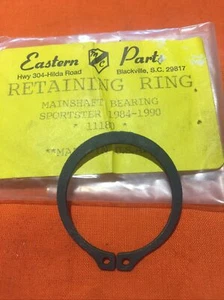 Eastern M/C Parts
Hwy 304-Hilda Road Blackville, S.C. 29817
RETAINING RING
MAINSHAFT BEARING
SPORTSTER 1984-1990